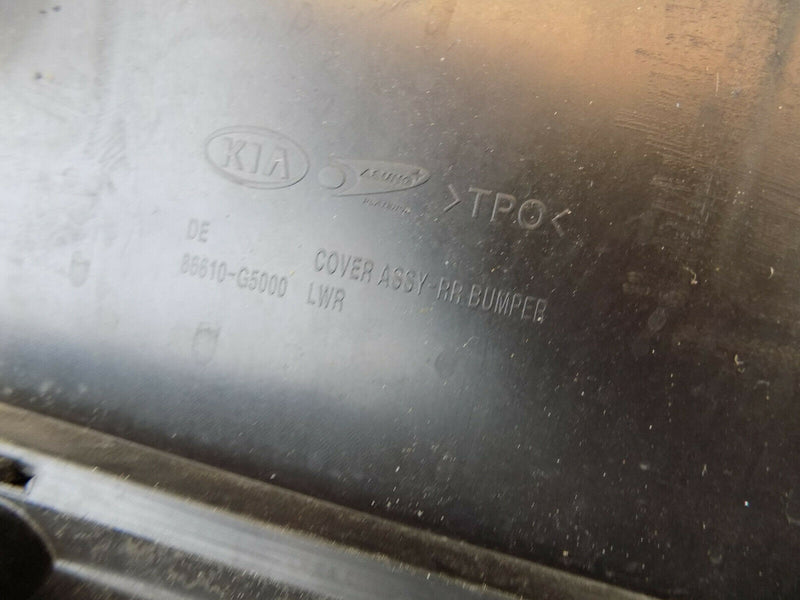 KIA
>TPO<
DE
86610-G5000
COVER ASSY-RR BUMPER
LWR